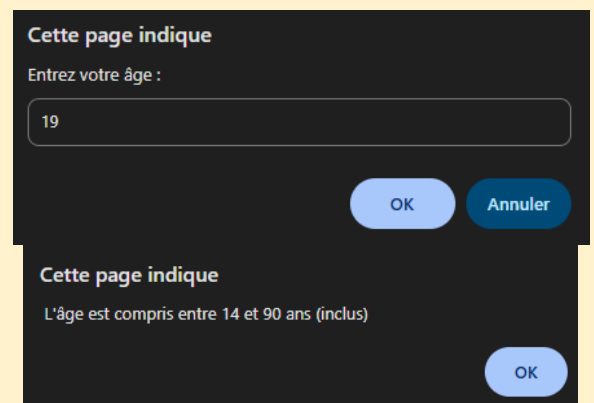 Cette page indique
Entrez votre âge :
19
OK Annuler
Cette page indique
L'âge est compris entre 14 et 90 ans (inclus)
OK